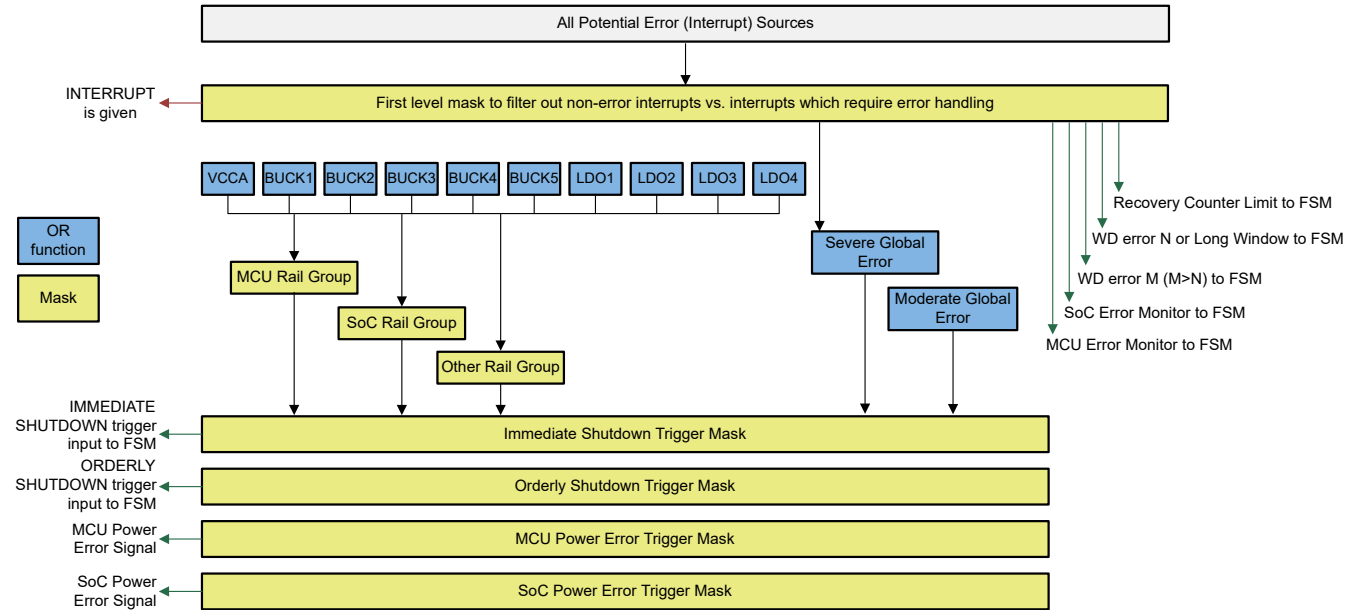 All Potential Error (Interrupt) Sources
INTERRUPT
is given
First level mask to filter out non-error interrupts vs. interrupts which require error handling
VCCA
BUCK1
BUCK2
BUCK3
BUCK4
BUCK5
LDO1
LDO2
LDO3
LDO4
Recovery Counter Limit to FSM
OR
function
Severe Global
Error
WD error N or Long Window to FSM
MCU Rail Group
WD error M (M>N) to FSM
Mask
Moderate Global
Error
SoC Error Monitor to FSM
SoC Rail Group
MCU Error Monitor to FSM
Other Rail Group
IMMEDIATE
SHUTDOWN trigger
input to FSM
Immediate Shutdown Trigger Mask
ORDERLY
SHUTDOWN trigger
input to FSM
Orderly Shutdown Trigger Mask
MCU Power
Error Signal
MCU Power Error Trigger Mask
SoC Power
Error Signal
SoC Power Error Trigger Mask